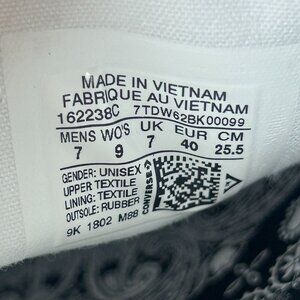 MADE IN VIETNAM
FABRIQUE AU VIETNAM
162238C 7TDW62BK00099
MENS WO'S UK EUR CM
7 9 7 40 25.5
GENDER: UNISEX
UPPER: TEXTILE
LINING: TEXTILE
OUTSOLE: RUBBER
CONVERSE
9K 1802 M88